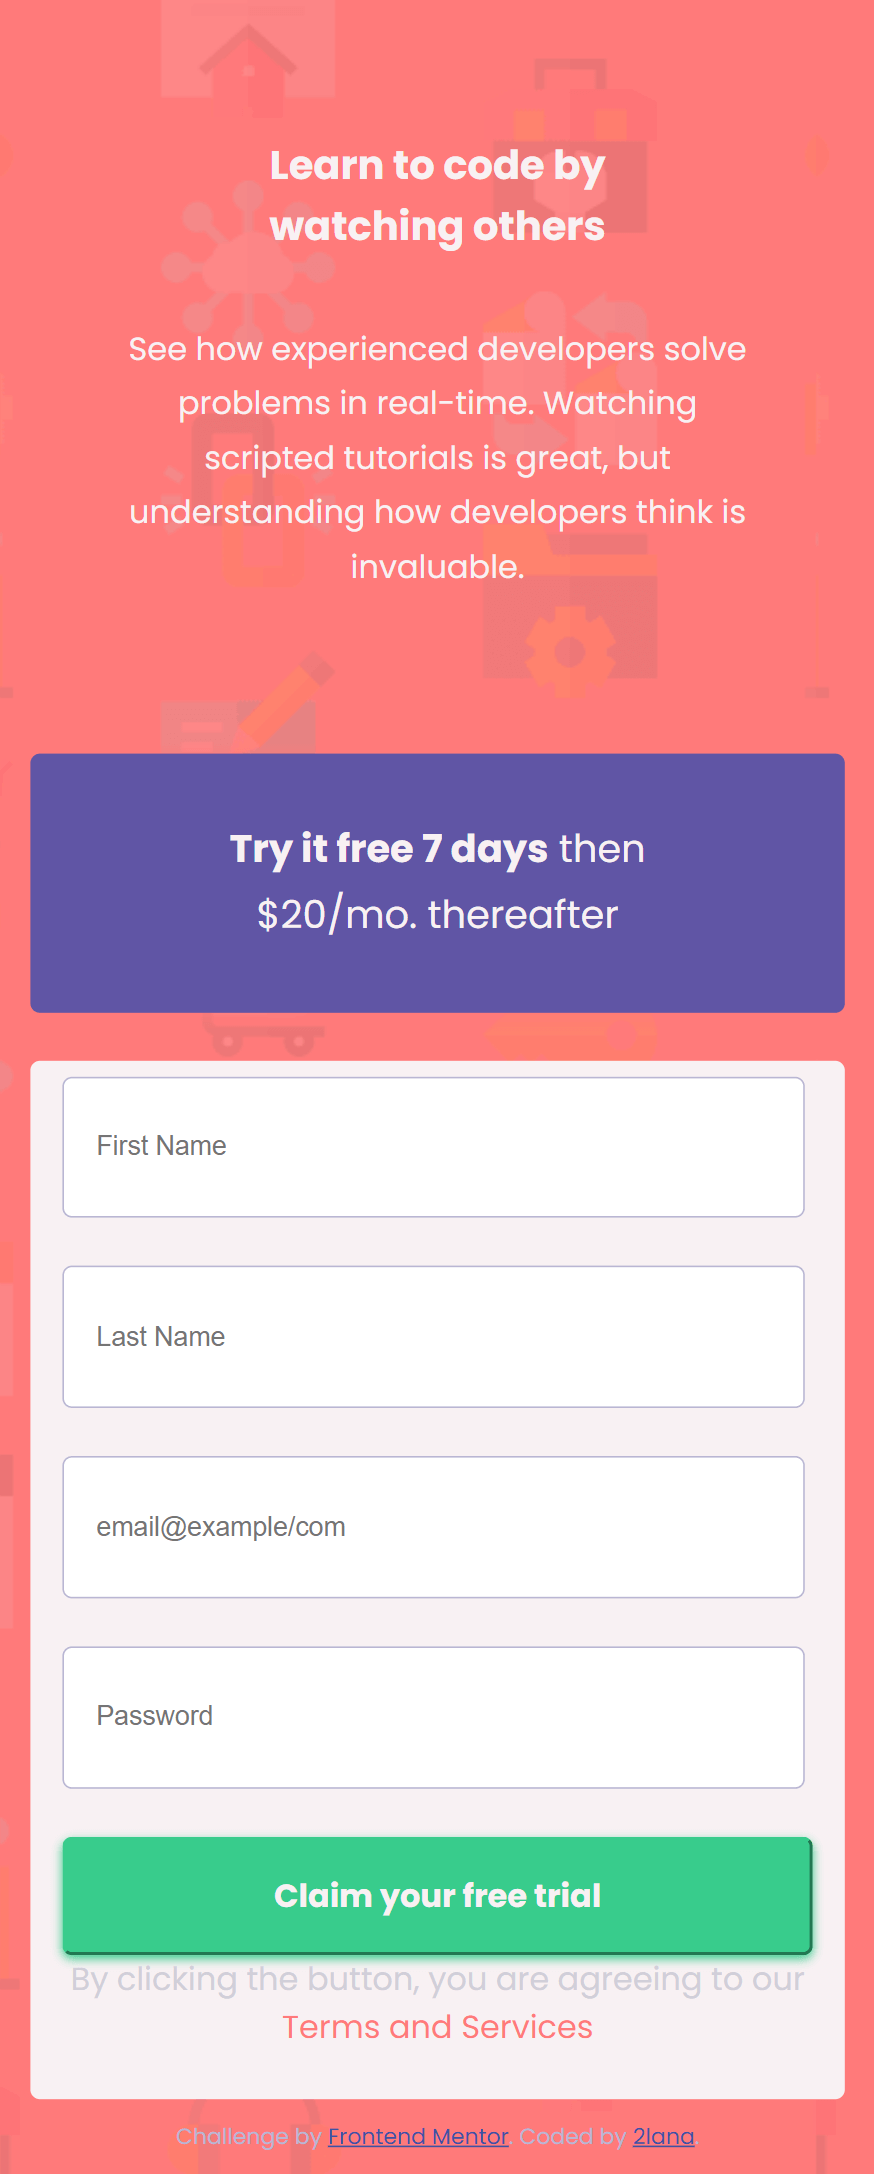 Learn to code by
watching others
See how experienced developers solve
problems in real-time. Watching
scripted tutorials is great, but
understanding how developers think is
invaluable.
Try it free 7 days then
$20/mo. thereafter
First Name
Last Name
email@example/com
Password
Claim your free trial
By clicking the button, you are agreeing to our
Terms and Services
Challenge by Frontend Mentor. Coded by 2lana.